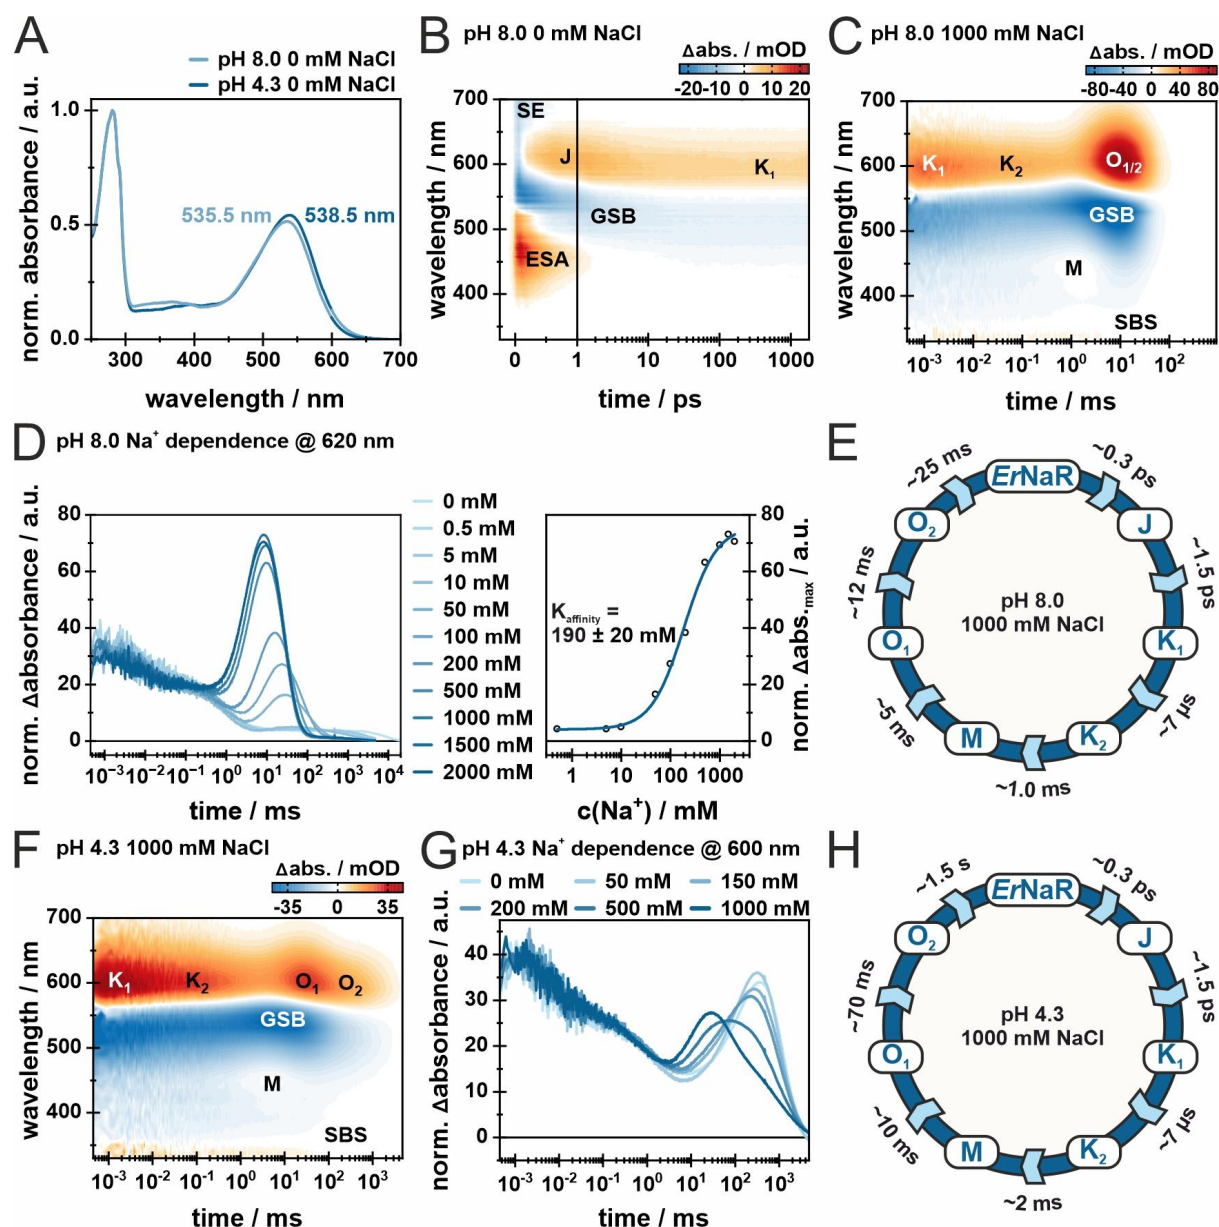 A
pH 8.0 0 mM NaCl
pH 4.3 0 mM NaCl
norm. absorbance / a.u.
1.0
0.5
0.0
535.5 nm
538.5 nm
300 400 500 600 700
wavelength / nm
B
pH 8.0 0 mM NaCl
Δabs. / mOD
-20 -10 0 10 20
wavelength / nm
700
600
500
400
SE
J
K₁
GSB
ESA
0 1 10 100 1000
time / ps
C
pH 8.0 1000 mM NaCl
Δabs. / mOD
-80 -40 0 40 80
wavelength / nm
700
600
500
400
K₁
K₂
O₁/₂
GSB
M
SBS
10⁻³ 10⁻² 10⁻¹ 10⁰ 10¹ 10²
time / ms
D
pH 8.0 Na⁺ dependence @ 620 nm
norm. Δabsorbance / a.u.
80
60
40
20
0
10⁻³ 10⁻² 10⁻¹ 10⁰ 10¹ 10² 10³ 10⁴
time / ms
0 mM
0.5 mM
5 mM
10 mM
50 mM
100 mM
200 mM
500 mM
1000 mM
1500 mM
2000 mM
K affinity =
190 ± 20 mM
80
60
40
20
0
norm. Δabs.max / a.u.
1 10 100 1000
c(Na⁺) / mM
E
ErNaR
~0.3 ps
J
~1.5 ps
K₁
~7 µs
K₂
~1.0 ms
M
~5 ms
O₁
~12 ms
O₂
~25 ms
pH 8.0
1000 mM NaCl
F
pH 4.3 1000 mM NaCl
Δabs. / mOD
-35 0 35
wavelength / nm
700
600
500
400
K₁
K₂
O₁
O₂
GSB
M
SBS
10⁻³ 10⁻² 10⁻¹ 10⁰ 10¹ 10² 10³
time / ms
G
pH 4.3 Na⁺ dependence @ 600 nm
0 mM 50 mM 150 mM
200 mM 500 mM 1000 mM
norm. Δabsorbance / a.u.
40
30
20
10
0
10⁻³ 10⁻² 10⁻¹ 10⁰ 10¹ 10² 10³
time / ms
H
ErNaR
~0.3 ps
J
~1.5 ps
K₁
~7 µs
K₂
~2 ms
M
~10 ms
O₁
~70 ms
O₂
~1.5 s
pH 4.3
1000 mM NaCl